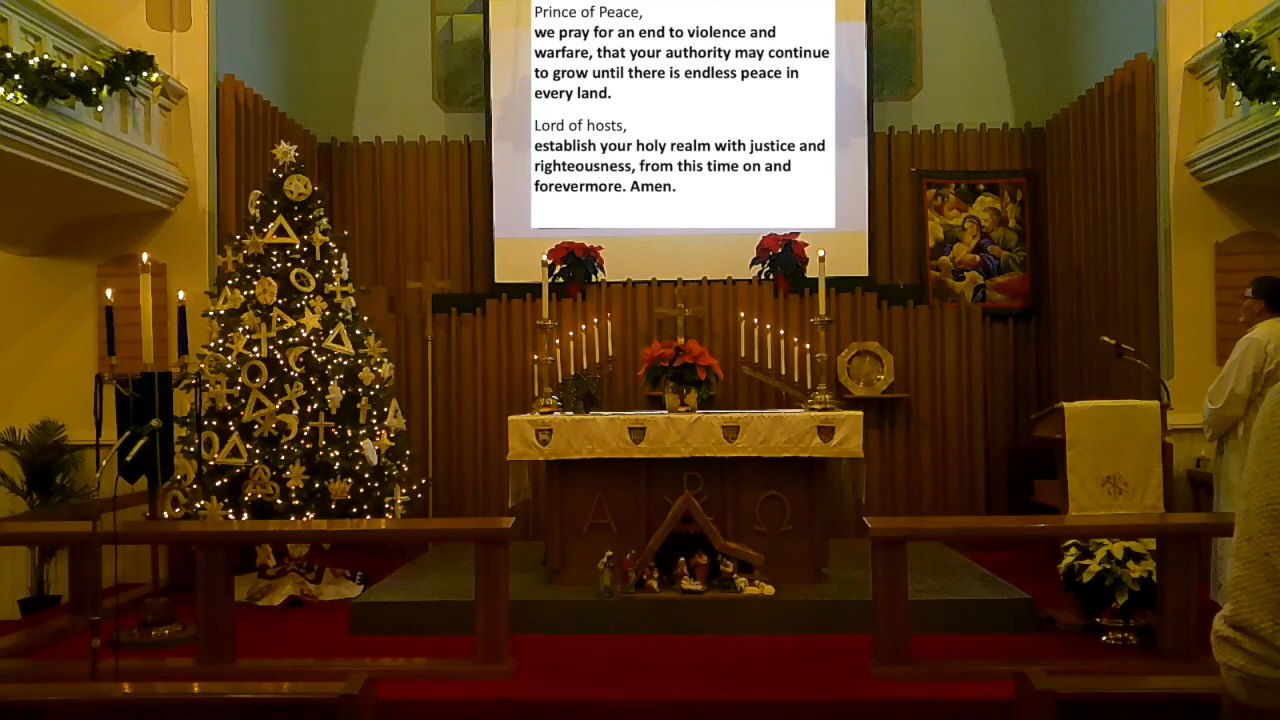 Prince of Peace,
we pray for an end to violence and
warfare, that your authority may continue
to grow until there is endless peace in
every land.
Lord of hosts,
establish your holy realm with justice and
righteousness, from this time on and
forevermore. Amen.
Α Ω